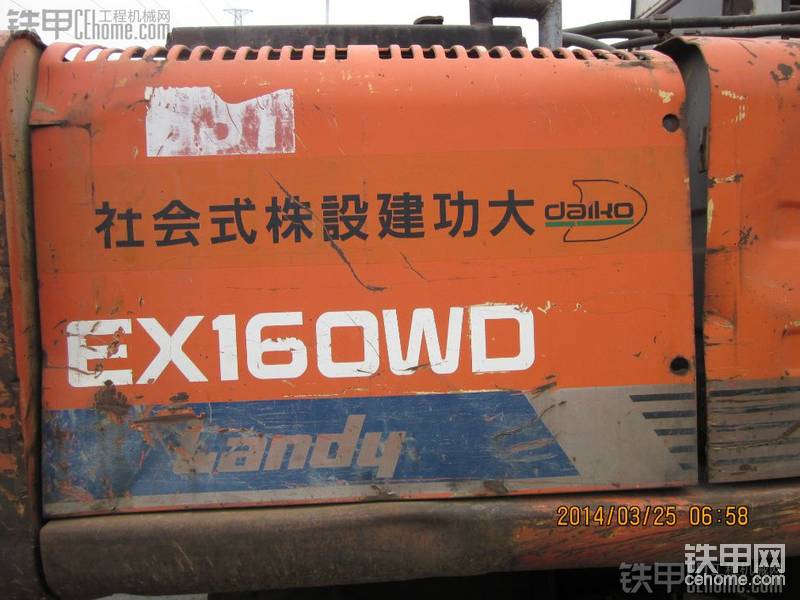 铁甲 工程机械网
CEhome.com
社会式株設建功大 daiko
EX160WD
Landy
2014/03/25 06:58
铁甲网
cehome.com